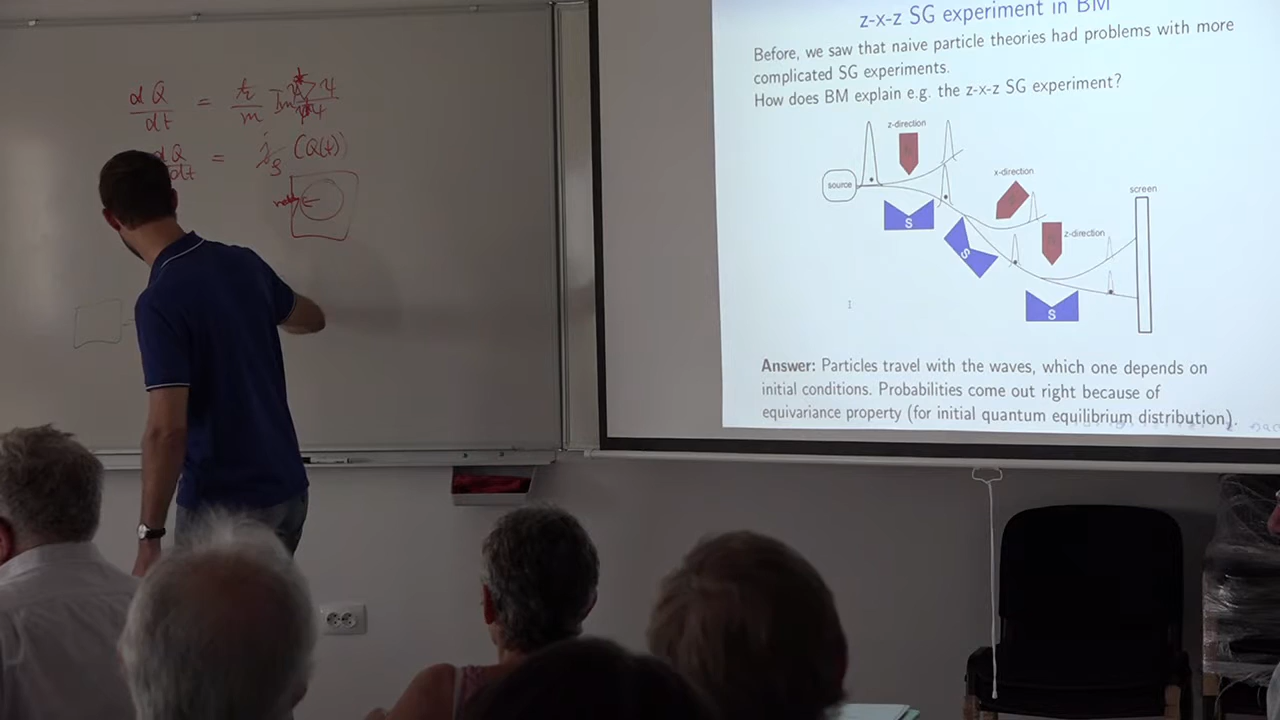 dQ/dt = ħ/m Im ψ
dQ/dt = j (Q(t))
z-x-z SG experiment in BM
Before, we saw that naive particle theories had problems with more
complicated SG experiments.
How does BM explain e.g. the z-x-z SG experiment?
z-direction
x-direction
source
screen
S
z-direction
S
S
Answer: Particles travel with the waves, which one depends on
initial conditions. Probabilities come out right because of
equivariance property (for initial quantum equilibrium distribution).